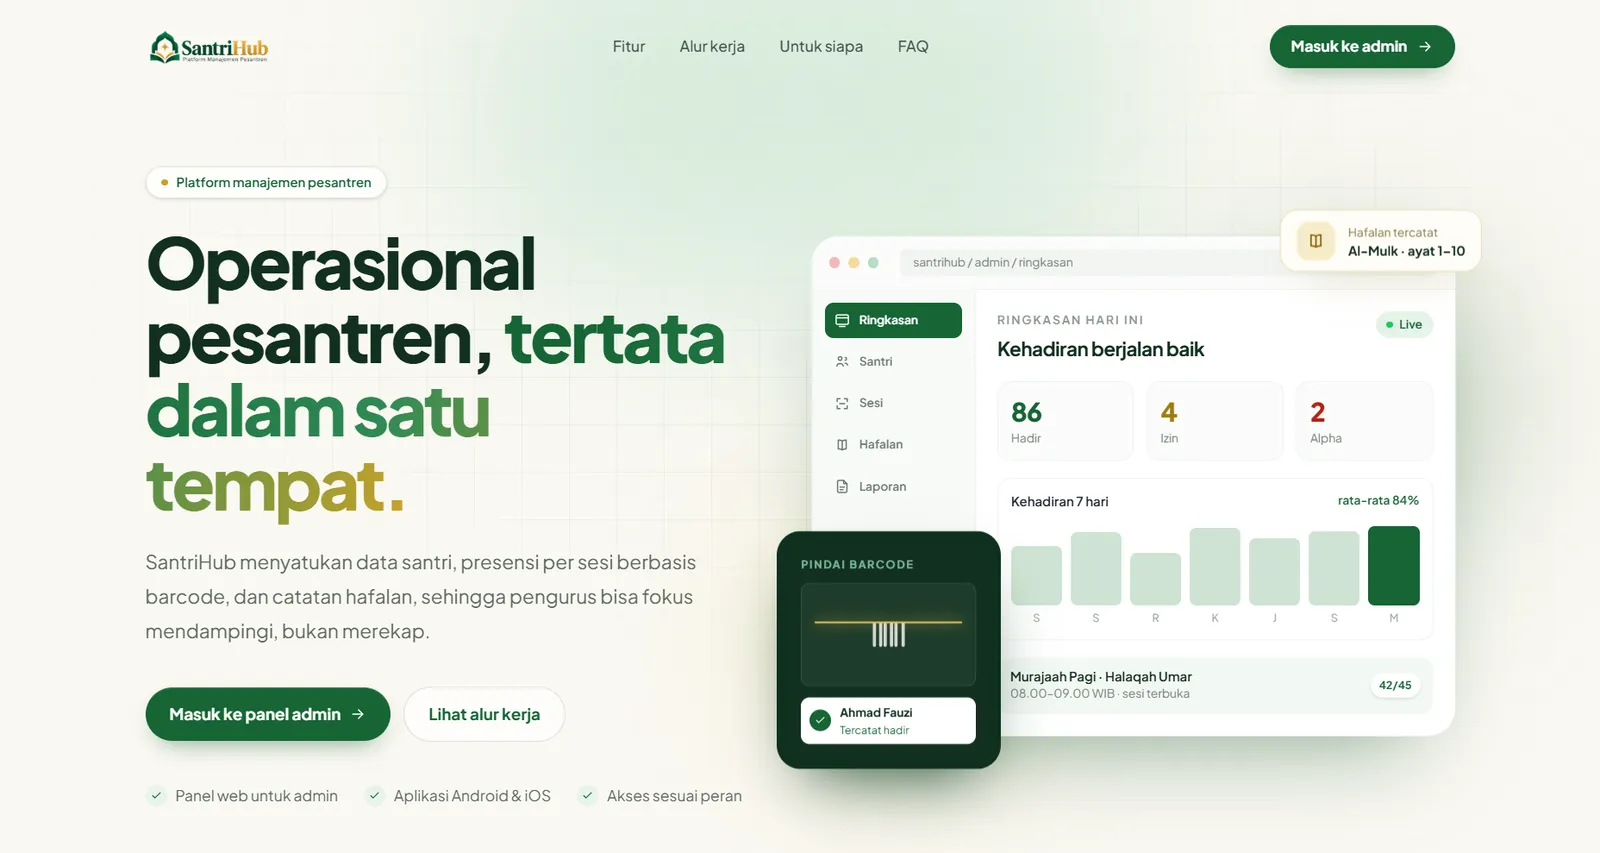 SantriHub
Platform Manajemen Pesantren
Fitur
Alur kerja
Untuk siapa
FAQ
Masuk ke admin →
Platform manajemen pesantren
Operasional
pesantren, tertata
dalam satu
tempat.
SantriHub menyatukan data santri, presensi per sesi berbasis
barcode, dan catatan hafalan, sehingga pengurus bisa fokus
mendampingi, bukan merekap.
Masuk ke panel admin →
Lihat alur kerja
Panel web untuk admin
Aplikasi Android & iOS
Akses sesuai peran
santrihub / admin / ringkasan
Hafalan tercatat
Al-Mulk · ayat 1–10
Ringkasan
Santri
Sesi
Hafalan
Laporan
RINGKASAN HARI INI
Live
Kehadiran berjalan baik
86
Hadir
4
Izin
2
Alpha
Kehadiran 7 hari
rata-rata 84%
S S R K J S M
Murajaah Pagi · Halaqah Umar
08.00–09.00 WIB · sesi terbuka
42/45
PINDAI BARCODE
Ahmad Fauzi
Tercatat hadir